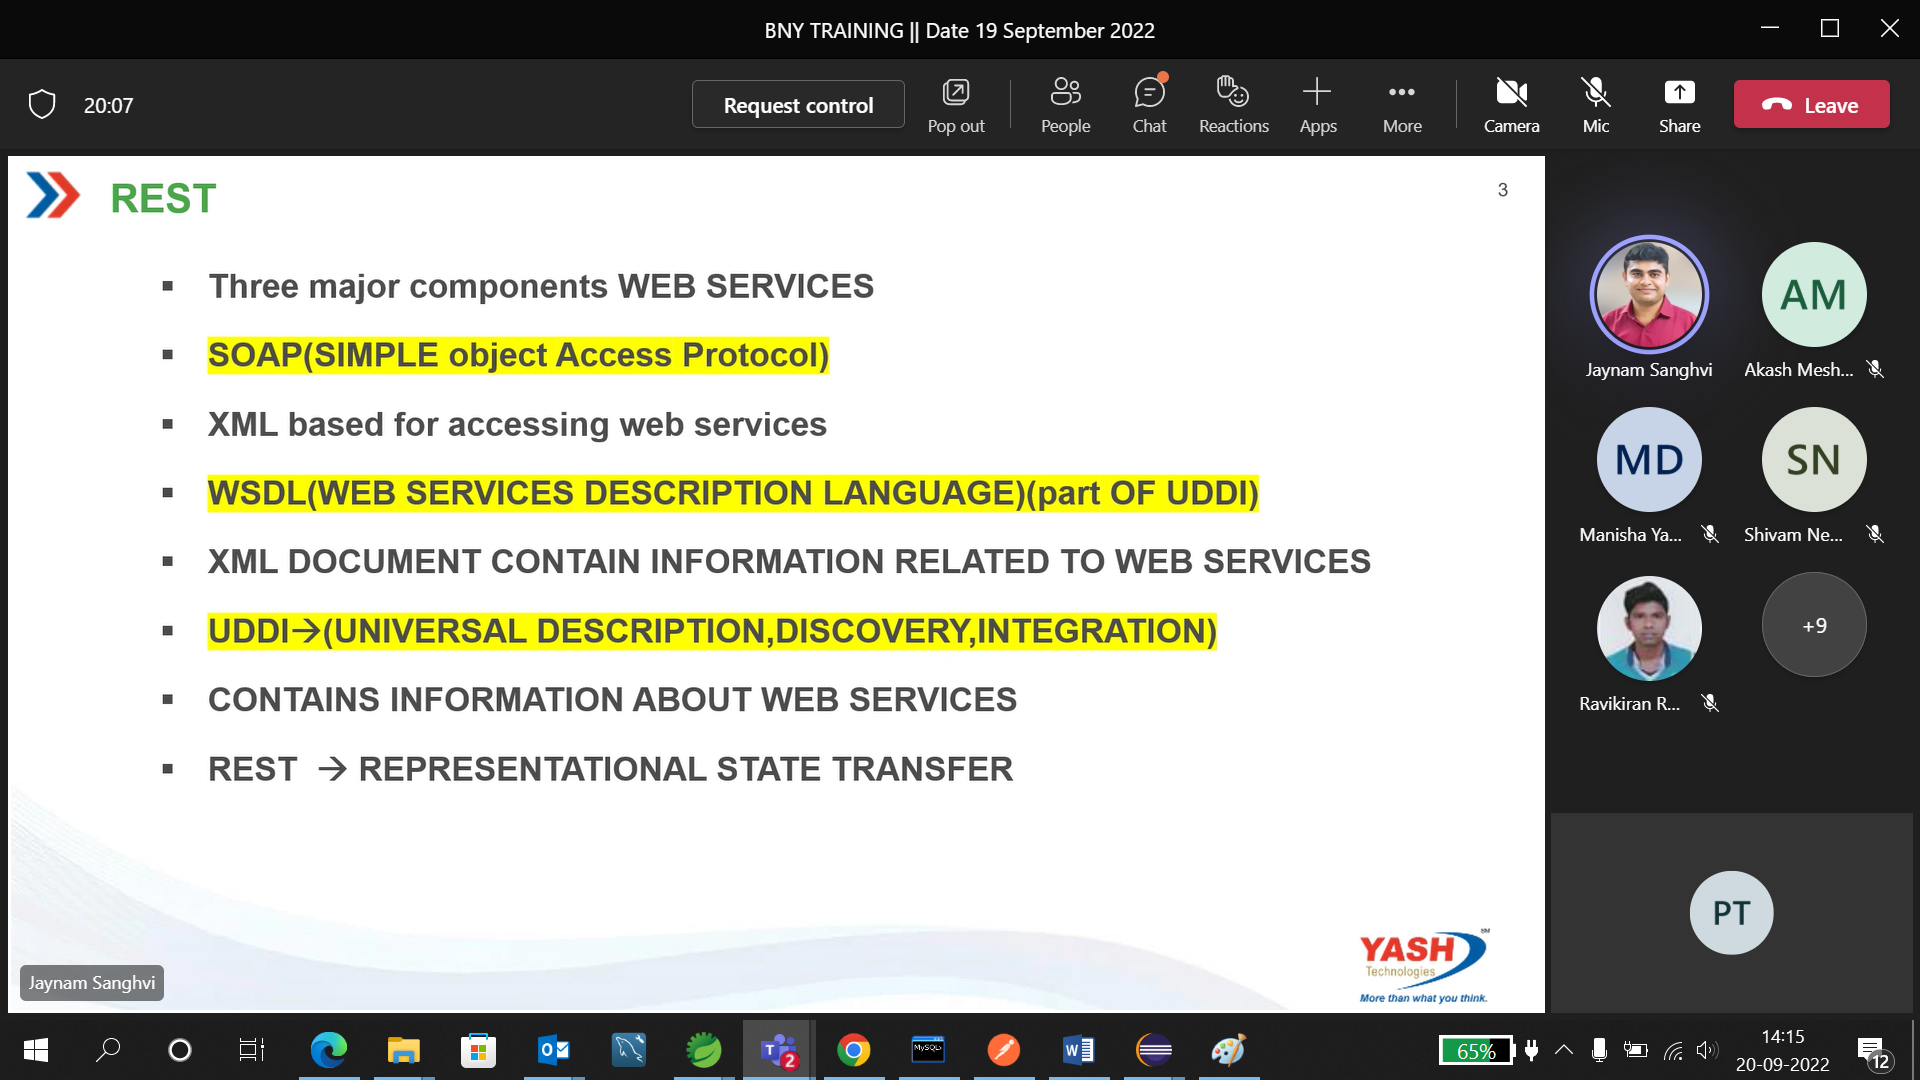 BNY TRAINING || Date 19 September 2022
20:07
Request control
Pop out
People
Chat
Reactions
Apps
More
Camera
Mic
Share
Leave
REST
3
Three major components WEB SERVICES
SOAP(SIMPLE object Access Protocol)
XML based for accessing web services
WSDL(WEB SERVICES DESCRIPTION LANGUAGE)(part OF UDDI)
XML DOCUMENT CONTAIN INFORMATION RELATED TO WEB SERVICES
UDDI→(UNIVERSAL DESCRIPTION,DISCOVERY,INTEGRATION)
CONTAINS INFORMATION ABOUT WEB SERVICES
REST → REPRESENTATIONAL STATE TRANSFER
YASH
SM
Technologies
More than what you think.
Jaynam Sanghvi
Jaynam Sanghvi
AM
Akash Mesh...
MD
Manisha Ya...
SN
Shivam Ne...
Ravikiran R...
+9
PT
2
MySQL
65%
14:15
20-09-2022
12